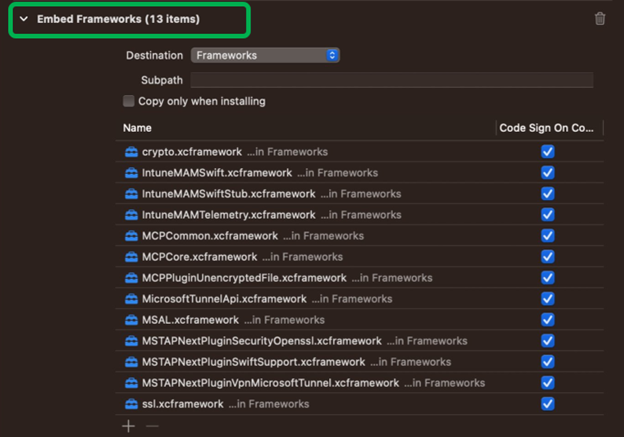 Embed Frameworks (13 items)
Destination Frameworks
Subpath
Copy only when installing
Name Code Sign On Co...
crypto.xcframework ...in Frameworks
IntuneMAMSwift.xcframework ...in Frameworks
IntuneMAMSwiftStub.xcframework ...in Frameworks
IntuneMAMTelemetry.xcframework ...in Frameworks
MCPCommon.xcframework ...in Frameworks
MCPCore.xcframework ...in Frameworks
MCPPluginUnencryptedFile.xcframework ...in Frameworks
MicrosoftTunnelApi.xcframework ...in Frameworks
MSAL.xcframework ...in Frameworks
MSTAPNextPluginSecurityOpenssl.xcframework ...in Frameworks
MSTAPNextPluginSwiftSupport.xcframework ...in Frameworks
MSTAPNextPluginVpnMicrosoftTunnel.xcframework ...in Frameworks
ssl.xcframework ...in Frameworks